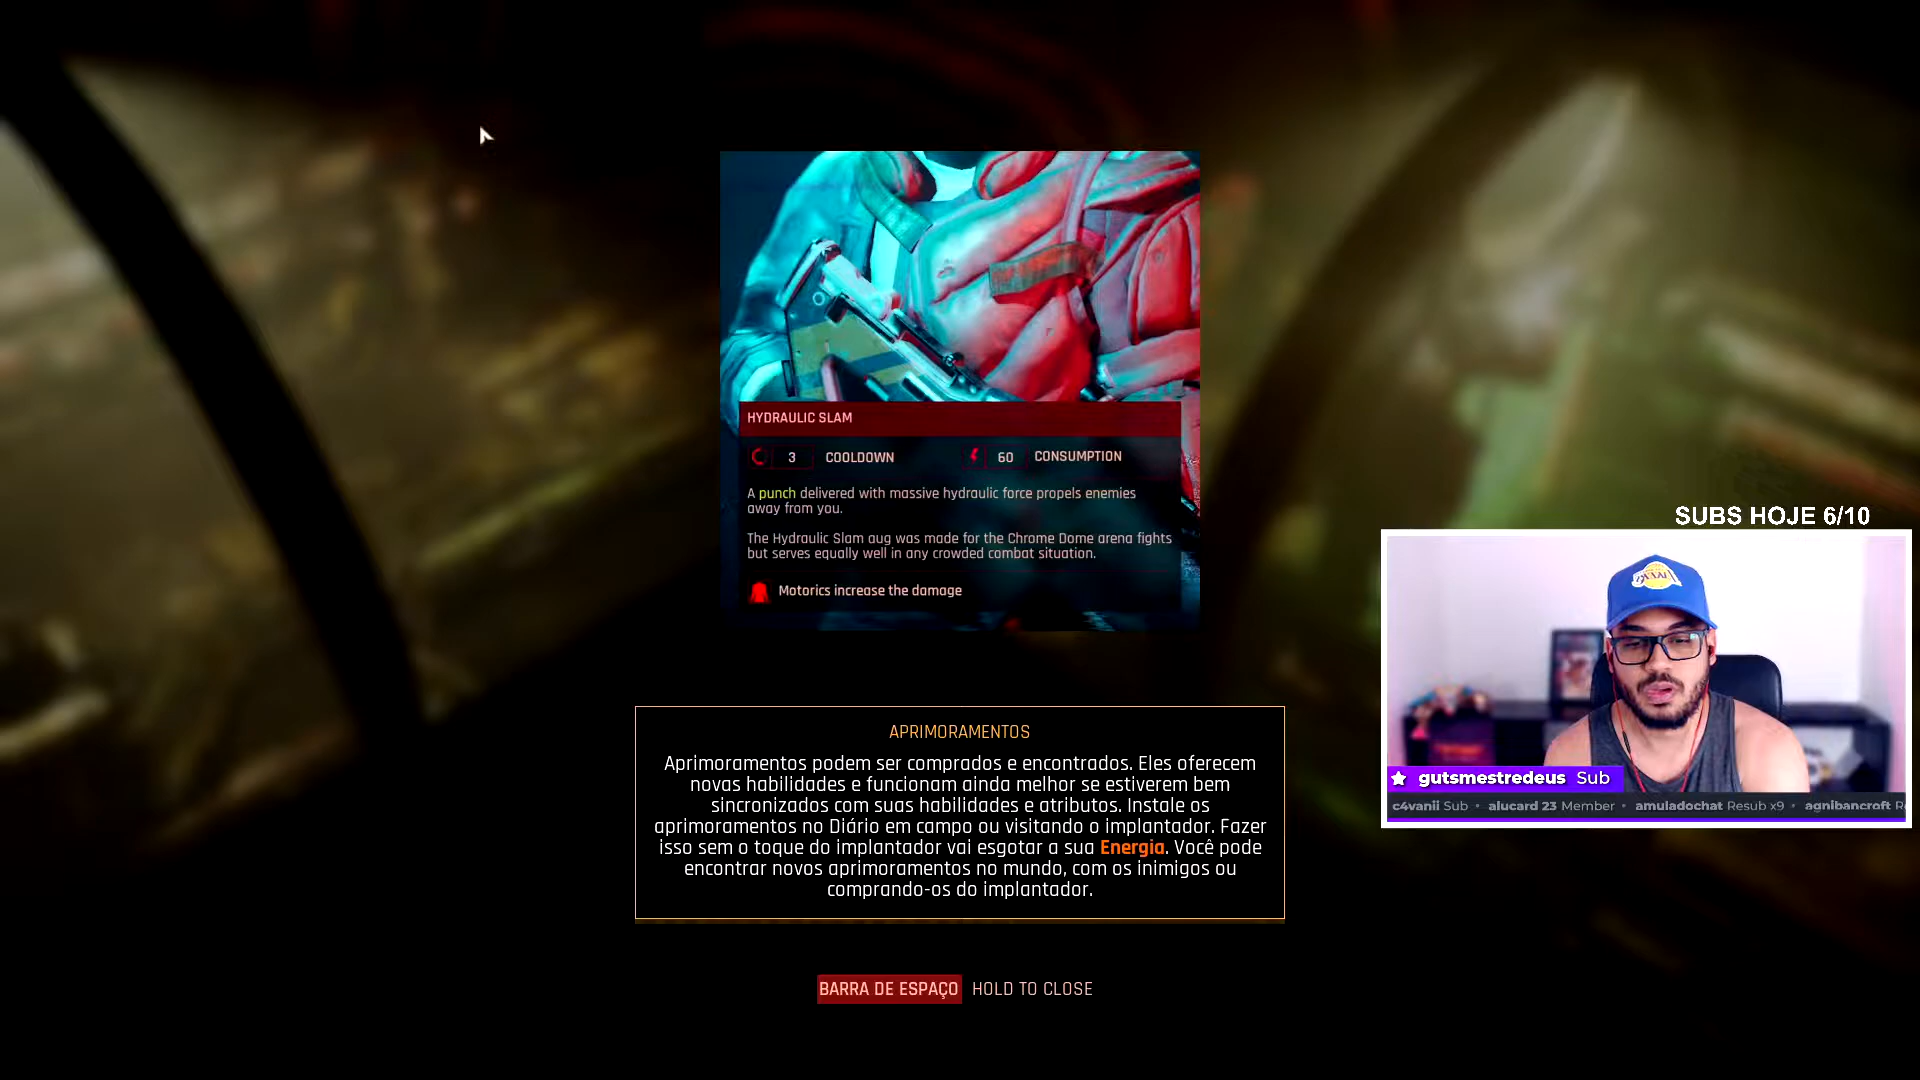 HYDRAULIC SLAM
3 COOLDOWN 60 CONSUMPTION
A punch delivered with massive hydraulic force propels enemies
away from you.
The Hydraulic Slam aug was made for the Chrome Dome arena fights
but serves equally well in any crowded combat situation.
Motorics increase the damage
SUBS HOJE 6/10
gutsmestredeus Sub
c4vanii Sub • alucard 23 Member • amuladochat Resub x9 • agnibancroft R
APRIMORAMENTOS
Aprimoramentos podem ser comprados e encontrados. Eles oferecem
novas habilidades e funcionam ainda melhor se estiverem bem
sincronizados com suas habilidades e atributos. Instale os
aprimoramentos no Diário em campo ou visitando o implantador. Fazer
isso sem o toque do implantador vai esgotar a sua Energia. Você pode
encontrar novos aprimoramentos no mundo, com os inimigos ou
comprando-os do implantador.
BARRA DE ESPAÇO HOLD TO CLOSE